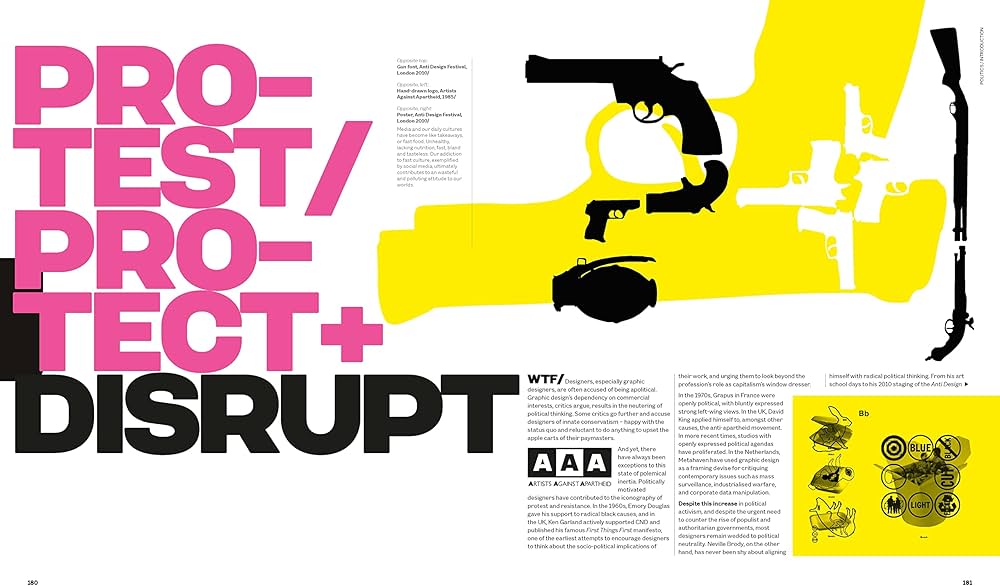 PRO-
TEST/
PRO-
TECT+
DISRUPT
Opposite top:
Gun font, Anti Design Festival,
London 2010/
Opposite, left:
Hand-drawn logo, Artists
Against Apartheid, 1985/
Opposite, right:
Poster, Anti Design Festival,
London 2010/
Media and our daily cultures
have become like takeaways,
or fast food. Unhealthy,
lacking nutrition, fast, bland
and tasteless. Our addiction
to fast culture, exemplified
by social media, ultimately
contributes to an wasteful
and polluting attitude to our
worlds.
POLITICS / INTRODUCTION
WTF/ Designers, especially graphic
designers, are often accused of being apolitical.
Graphic design's dependency on commercial
interests, critics argue, results in the neutering of
political thinking. Some critics go further and accuse
designers of innate conservatism – happy with the
status quo and reluctant to do anything to upset the
apple carts of their paymasters.
AAA
ARTISTS AGAINST APARTHEID
And yet, there
have always been
exceptions to this
state of polemical
inertia. Politically
motivated
designers have contributed to the iconography of
protest and resistance. In the 1960s, Emory Douglas
gave his support to radical black causes, and in
the UK, Ken Garland actively supported CND and
published his famous First Things First manifesto,
one of the earliest attempts to encourage designers
to think about the socio-political implications of
their work, and urging them to look beyond the
profession's role as capitalism's window dresser.
In the 1970s, Grapus in France were
openly political, with bluntly expressed
strong left-wing views. In the UK, David
King applied himself to, amongst other
causes, the anti-apartheid movement.
In more recent times, studios with
openly expressed political agendas
have proliferated. In the Netherlands,
Metahaven have used graphic design
as a framing devise for critiquing
contemporary issues such as mass
surveillance, industrialised warfare,
and corporate data manipulation.
Despite this increase in political
activism, and despite the urgent need
to counter the rise of populist and
authoritarian governments, most
designers remain wedded to political
neutrality. Neville Brody, on the other
hand, has never been shy about aligning
himself with radical political thinking. From his art
school days to his 2010 staging of the Anti Design ►
Bb
BLUE
BLACK
CUT
LIGHT
180
181